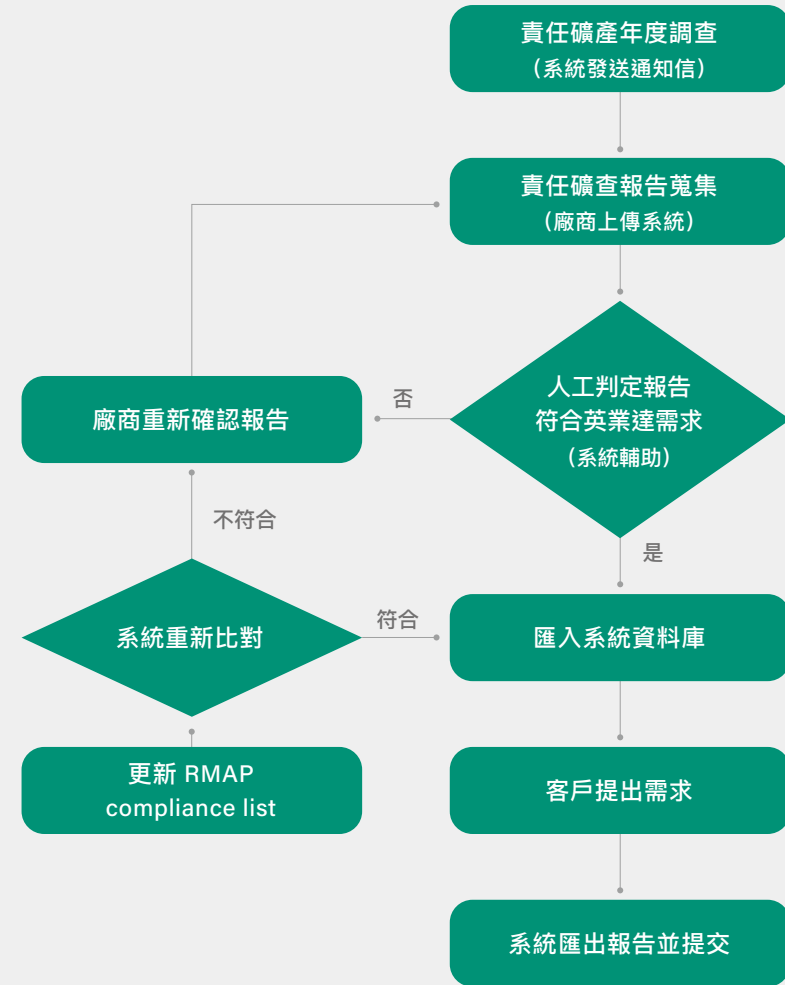 責任礦產年度調查
（系統發送通知信）
責任礦查報告蒐集
（廠商上傳系統）
人工判定報告
符合英業達需求
（系統輔助）
否
廠商重新確認報告
不符合
是
系統重新比對
符合
匯入系統資料庫
更新 RMAP
compliance list
客戶提出需求
系統匯出報告並提交